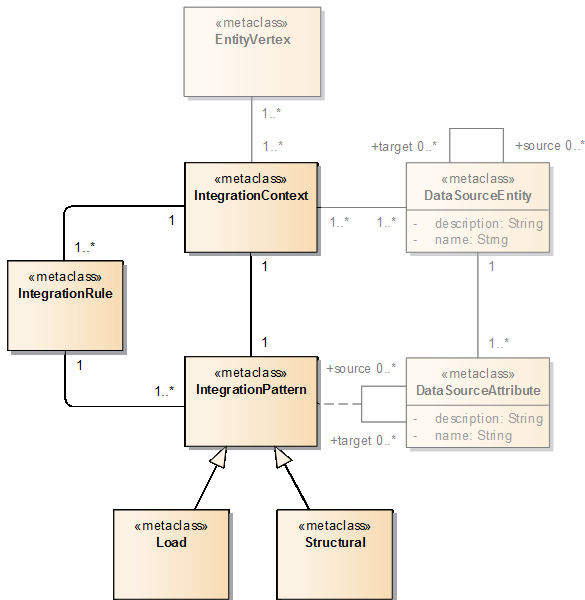 «metaclass»
EntityVertex
1..*
1..*
+target 0..*
+source 0..*
«metaclass»
IntegrationContext
«metaclass»
DataSourceEntity
- description: String
- name: String
1
1..*
1..*
1..*
«metaclass»
IntegrationRule
1
1
1
1..*
1
1..*
«metaclass»
IntegrationPattern
+source 0..*
+target 0..*
«metaclass»
DataSourceAttribute
- description: String
- name: String
«metaclass»
Load
«metaclass»
Structural